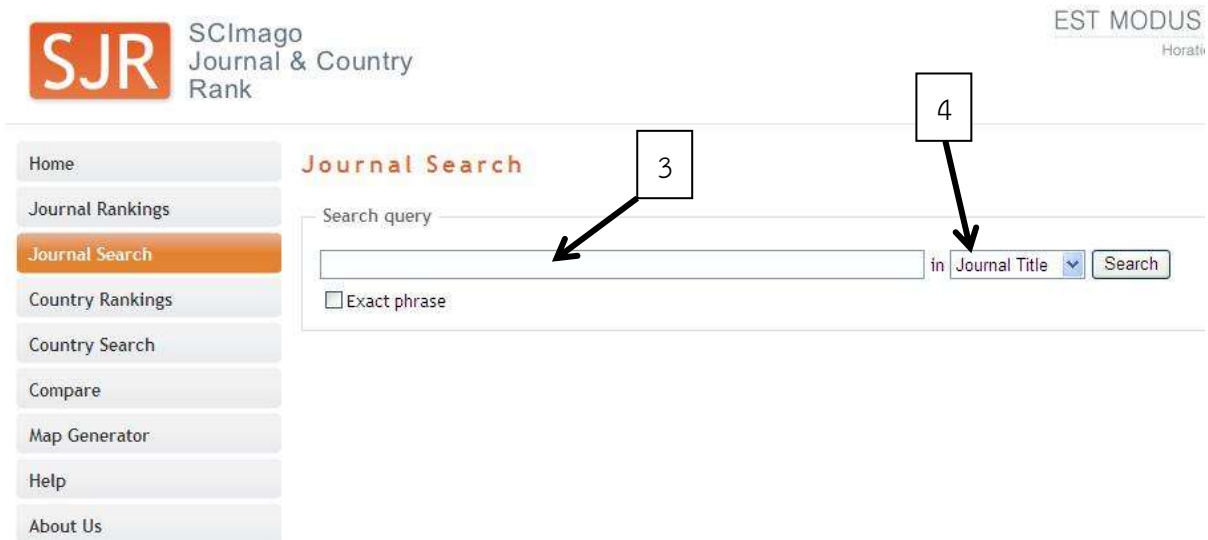 SJR
SCImago
Journal & Country
Rank
EST MODUS
Horati
4
3
Home
Journal Rankings
Journal Search
Country Rankings
Country Search
Compare
Map Generator
Help
About Us
Journal Search
Search query
in Journal Title Search
Exact phrase